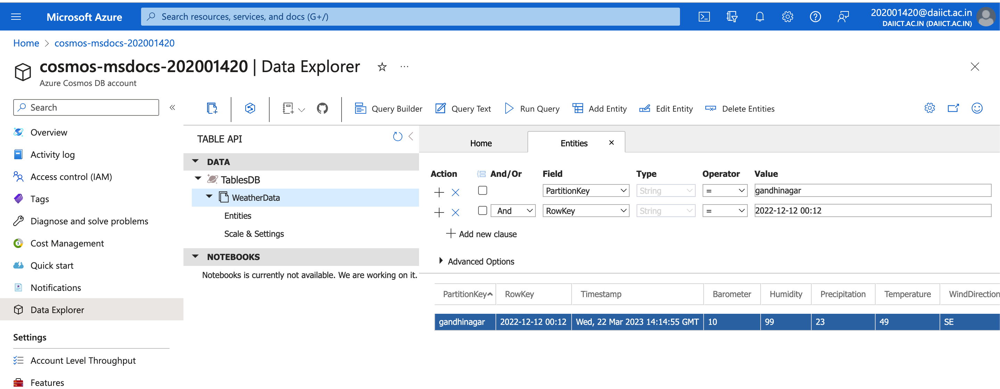 Microsoft Azure
Search resources, services, and docs (G+/)
202001420@daiict.ac.in
DAIICT.AC.IN (DAIICT.AC.IN)
Home > cosmos-msdocs-202001420
cosmos-msdocs-202001420 | Data Explorer ☆ ···
Azure Cosmos DB account
Search «
Overview
Activity log
Access control (IAM)
Tags
Diagnose and solve problems
Cost Management
Quick start
Notifications
Data Explorer
Settings
Account Level Throughput
Features
Query Builder Query Text Run Query Add Entity Edit Entity Delete Entities
TABLE API
DATA
TablesDB
WeatherData
Entities
Scale & Settings
NOTEBOOKS
Notebooks is currently not available. We are working on it.
Home Entities ×
Action And/Or Field Type Operator Value
PartitionKey String = gandhinagar
And RowKey String = 2022-12-12 00:12
Add new clause
Advanced Options
PartitionKey RowKey Timestamp Barometer Humidity Precipitation Temperature WindDirection
gandhinagar 2022-12-12 00:12 Wed, 22 Mar 2023 14:14:55 GMT 10 99 23 49 SE